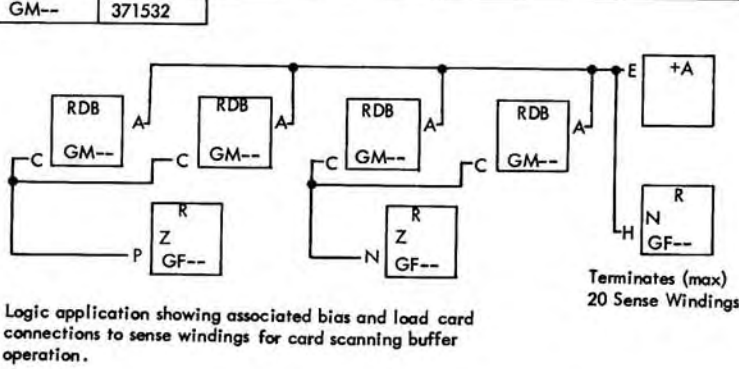 GM-- 371532
E +A
RDB A RDB A RDB A RDB A
C GM-- C GM-- C GM-- C GM--
R R R
P Z GF-- N Z GF-- H N GF--
Terminates (max)
20 Sense Windings
Logic application showing associated bias and load card
connections to sense windings for card scanning buffer
operation.